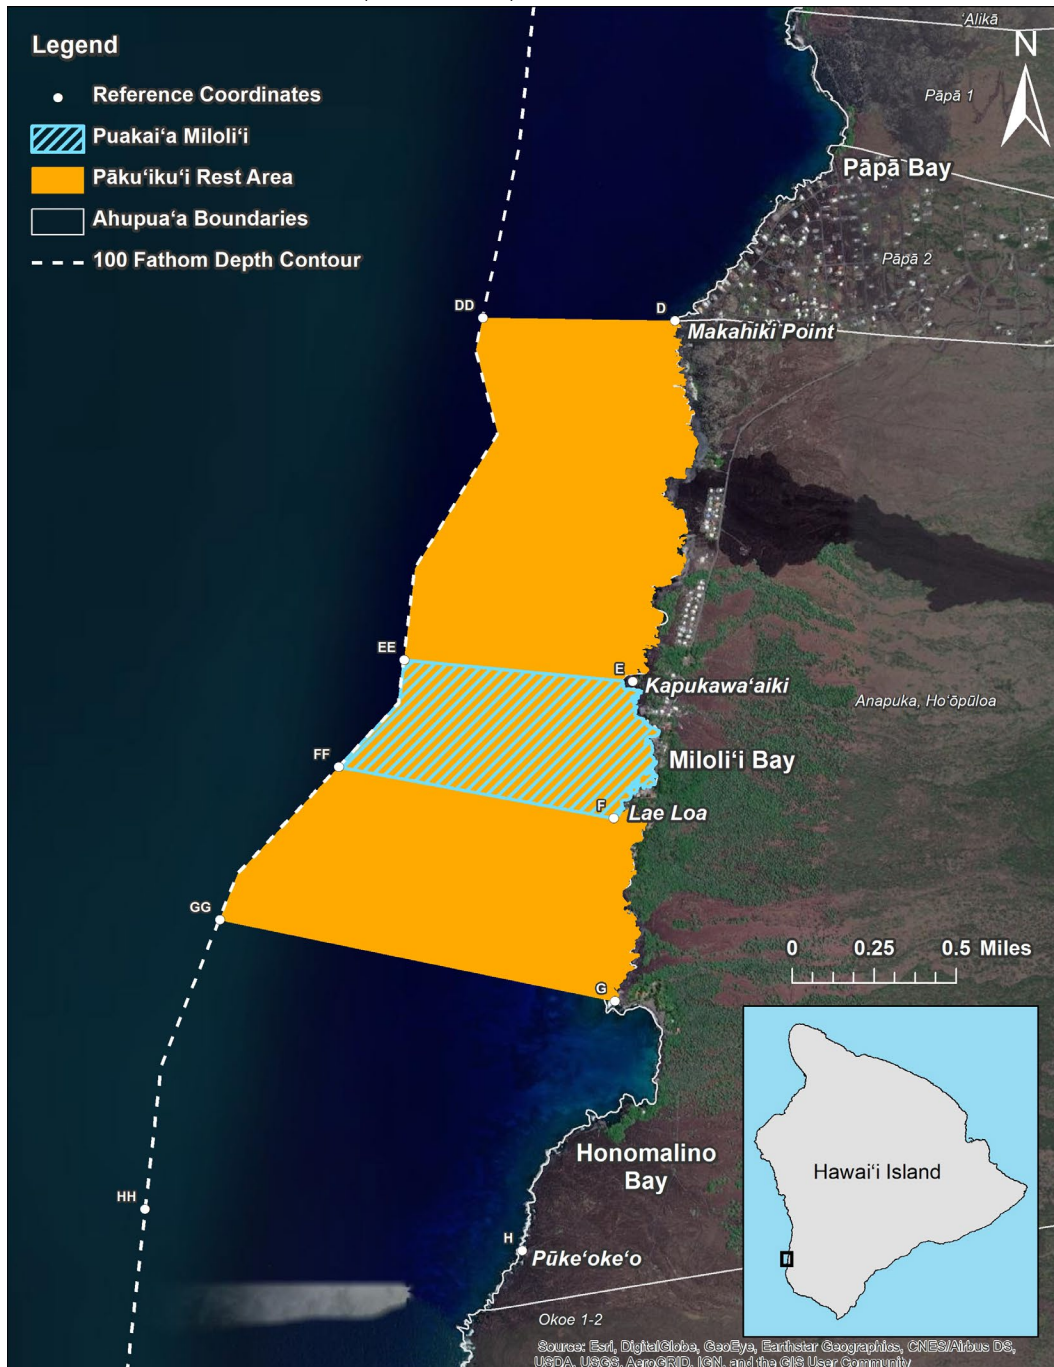 Legend
Reference Coordinates
Puakaiʻa Miloliʻi
Pākuʻikuʻi Rest Area
Ahupuaʻa Boundaries
100 Fathom Depth Contour
ʻAlikā
N
Pāpā 1
Pāpā Bay
Pāpā 2
DD
D
Makahiki Point
EE
E
Kapukawaʻaiki
Anapuka, Hoʻōpūloa
FF
Miloliʻi Bay
F
Lae Loa
GG
0 0.25 0.5 Miles
G
Honomalino
Bay
Hawaiʻi Island
HH
H
Pūkeʻokeʻo
Okoe 1-2
Source: Esri, DigitalGlobe, GeoEye, Earthstar Geographics, CNES/Airbus DS,
USDA, USGS, AeroGRID, IGN, and the GIS User Community